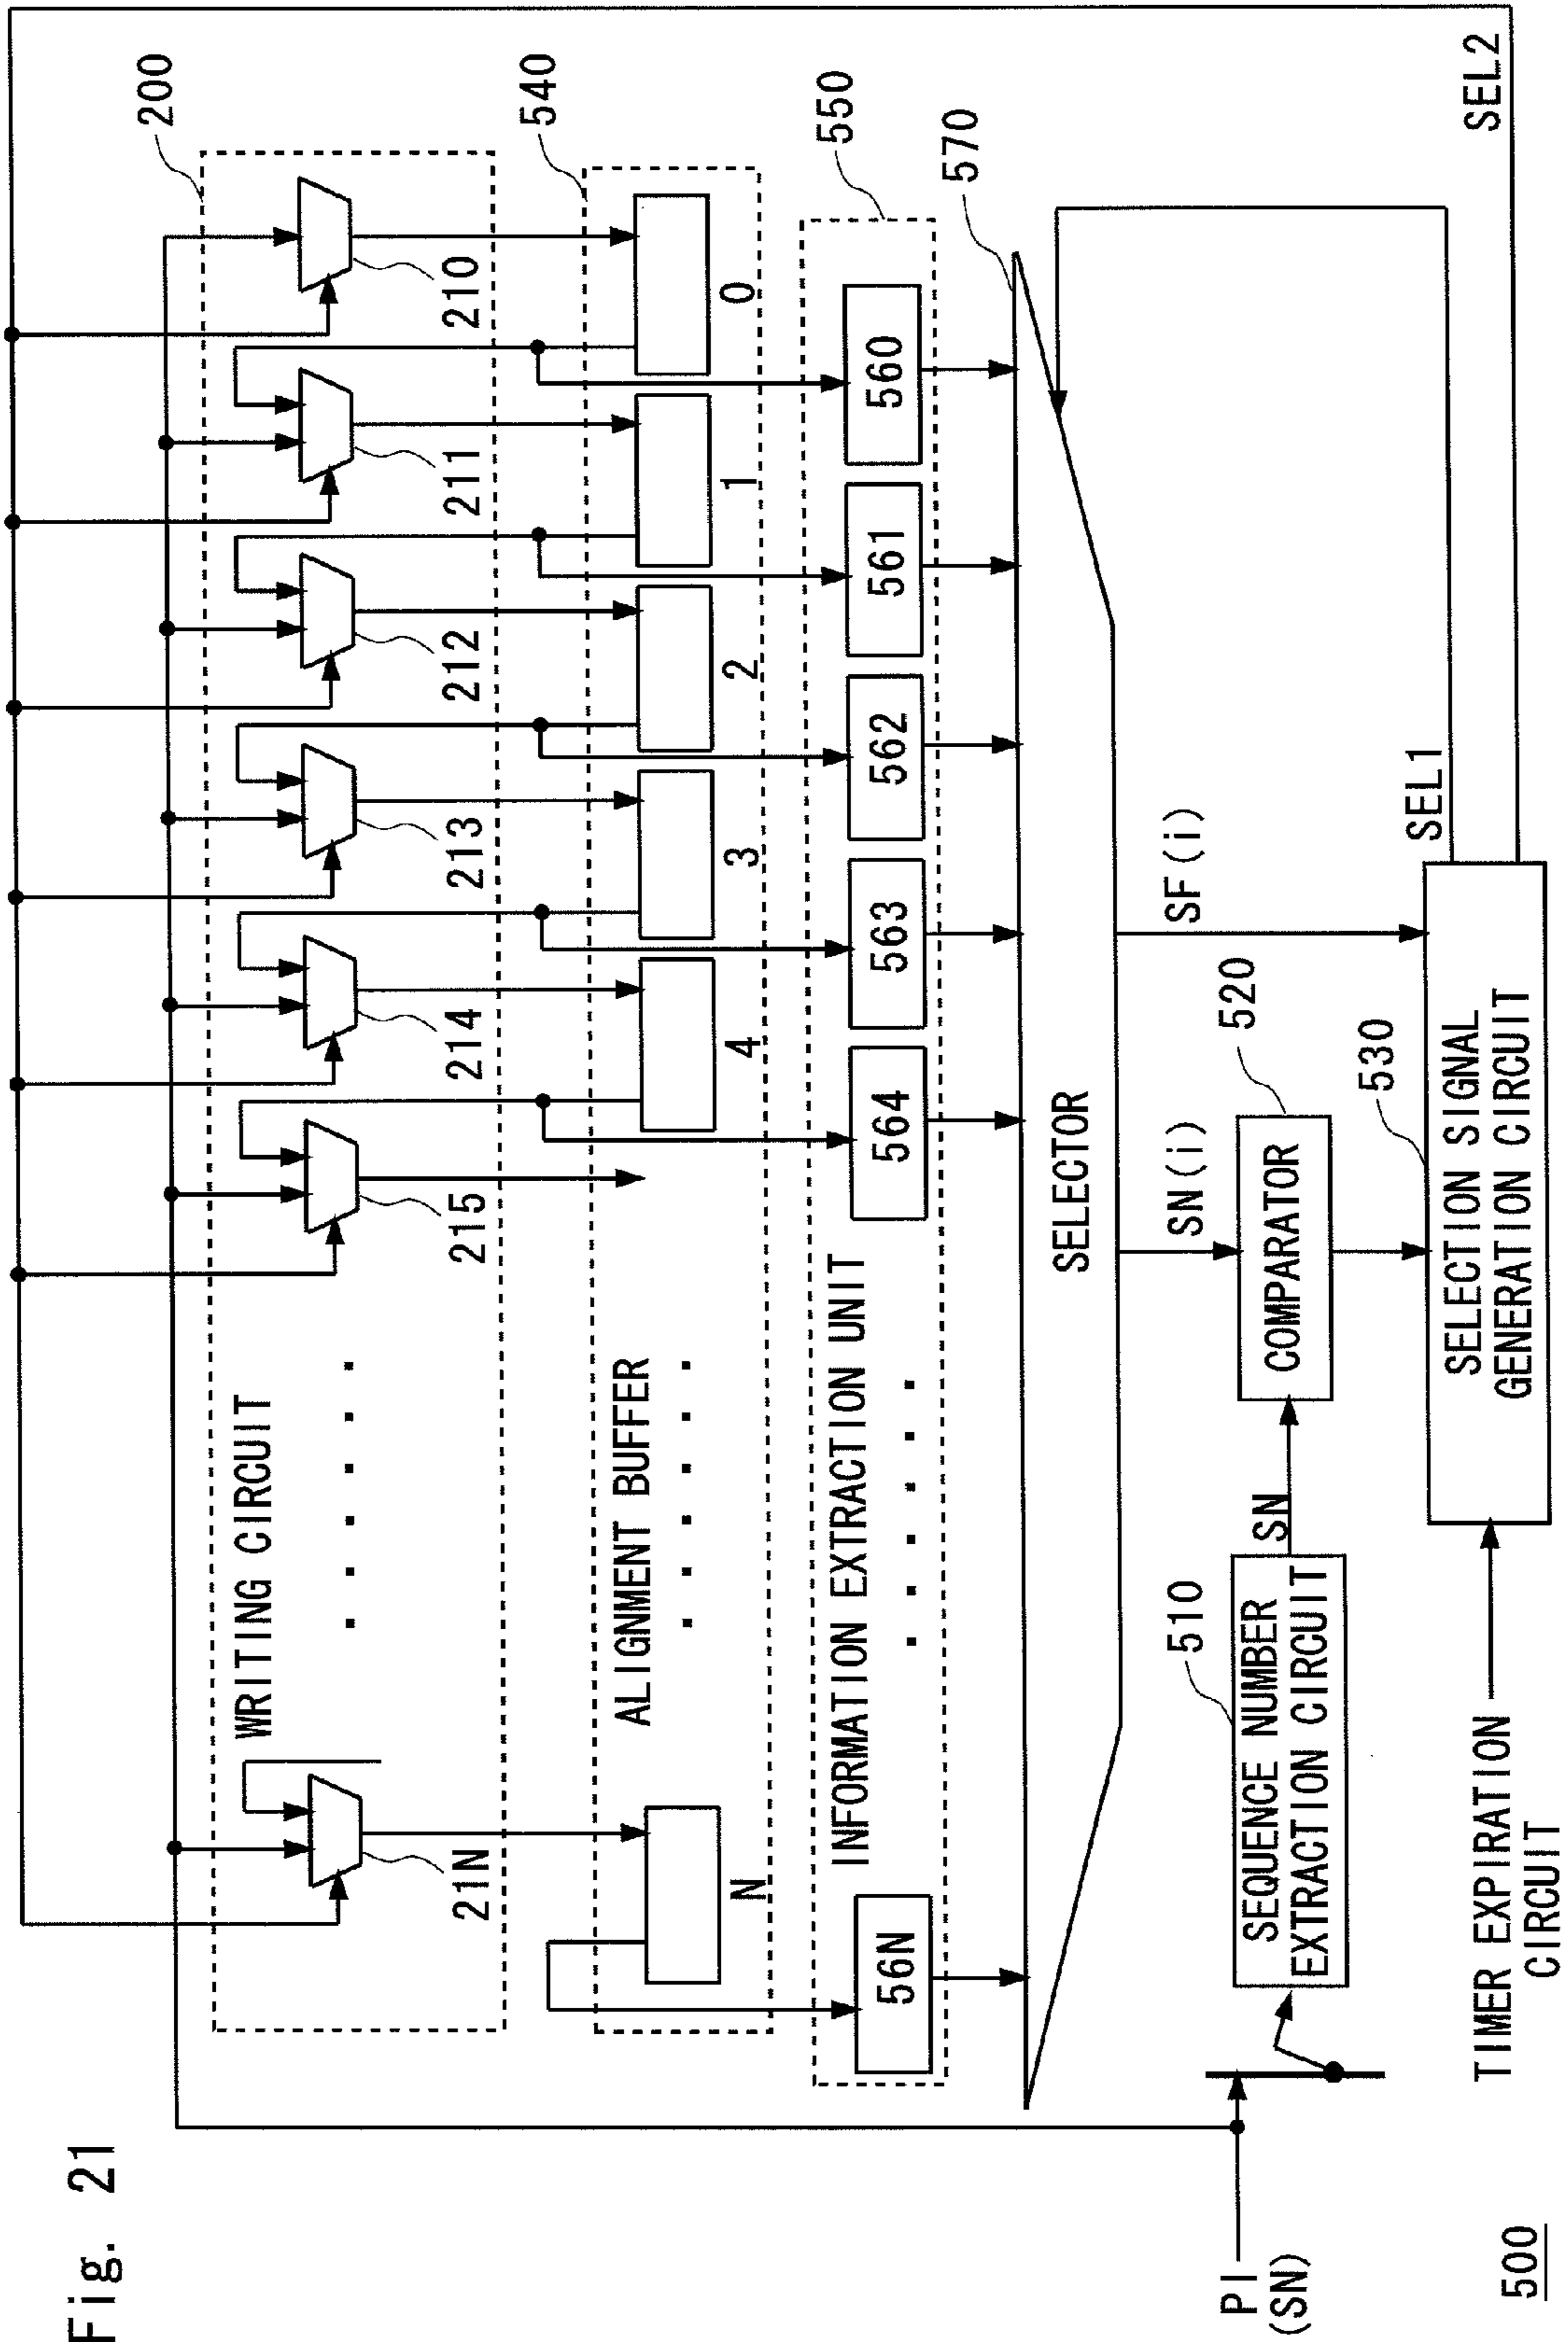 Fig. 21
500
200
WRITING CIRCUIT
21N
215
214
213
212
211
210
540
ALIGNMENT BUFFER
N
4
3
2
1
0
550
INFORMATION EXTRACTION UNIT
56N
564
563
562
561
560
570
SELECTOR
PI
(SN)
510
SEQUENCE NUMBER
EXTRACTION CIRCUIT
SN
SN(i)
520
COMPARATOR
SF(i)
530
SELECTION SIGNAL
GENERATION CIRCUIT
SEL1
SEL2
TIMER EXPIRATION
CIRCUIT